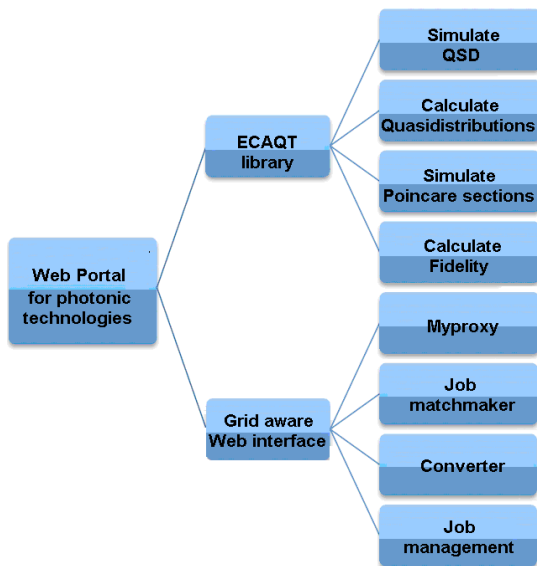 Simulate
QSD
Calculate
Quasidistributions
ECAQT
library
Simulate
Poincare sections
Calculate
Fidelity
Web Portal
for photonic
technologies
Myproxy
Job
matchmaker
Grid aware
Web interface
Converter
Job
management